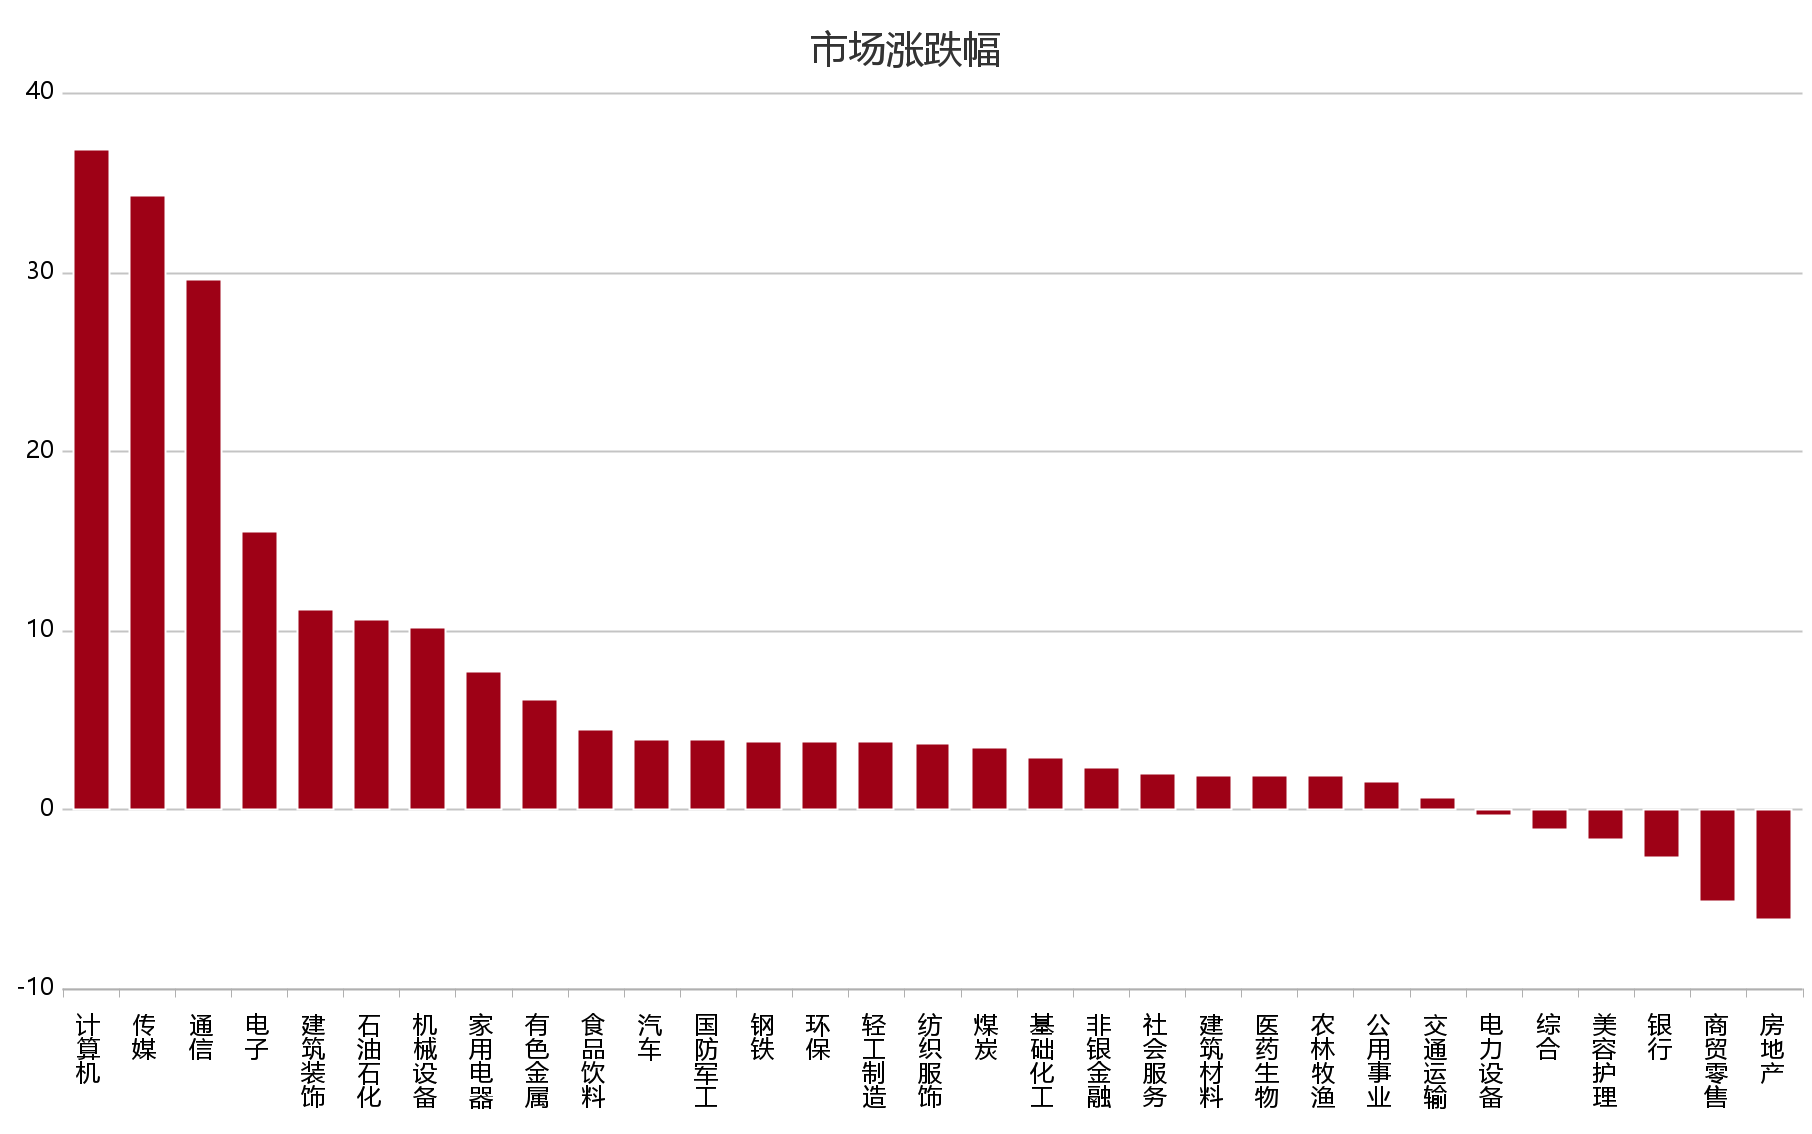 市场涨跌幅
40
30
20
10
0
-10
计算机
传媒
通信
电子
建筑装饰
石油石化
机械设备
家用电器
有色金属
食品饮料
汽车
国防军工
钢铁
环保
轻工制造
纺织服饰
煤炭
基础化工
非银金融
社会服务
建筑材料
医药生物
农林牧渔
公用事业
交通运输
电力设备
综合
美容护理
银行
商贸零售
房地产